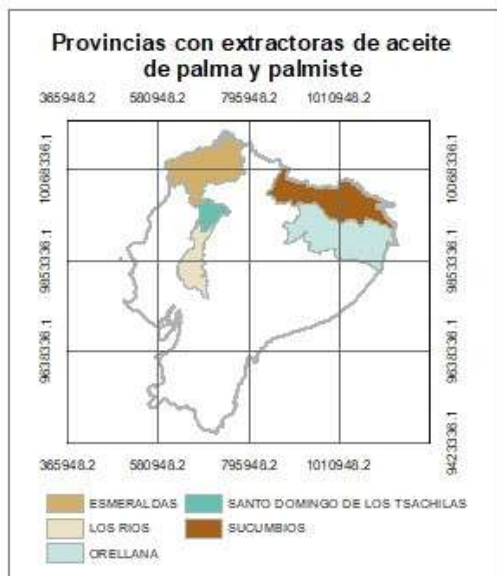 Provincias con extractoras de aceite
de palma y palmiste
365948.2 580948.2 795948.2 1010948.2
10068336.1 10068336.1
9853336.1 9853336.1
9638336.1 9638336.1
9423336.1
365948.2 580948.2 795948.2 1010948.2
ESMERALDAS SANTO DOMINGO DE LOS TSACHILAS
LOS RIOS SUCUMBIOS
ORELLANA